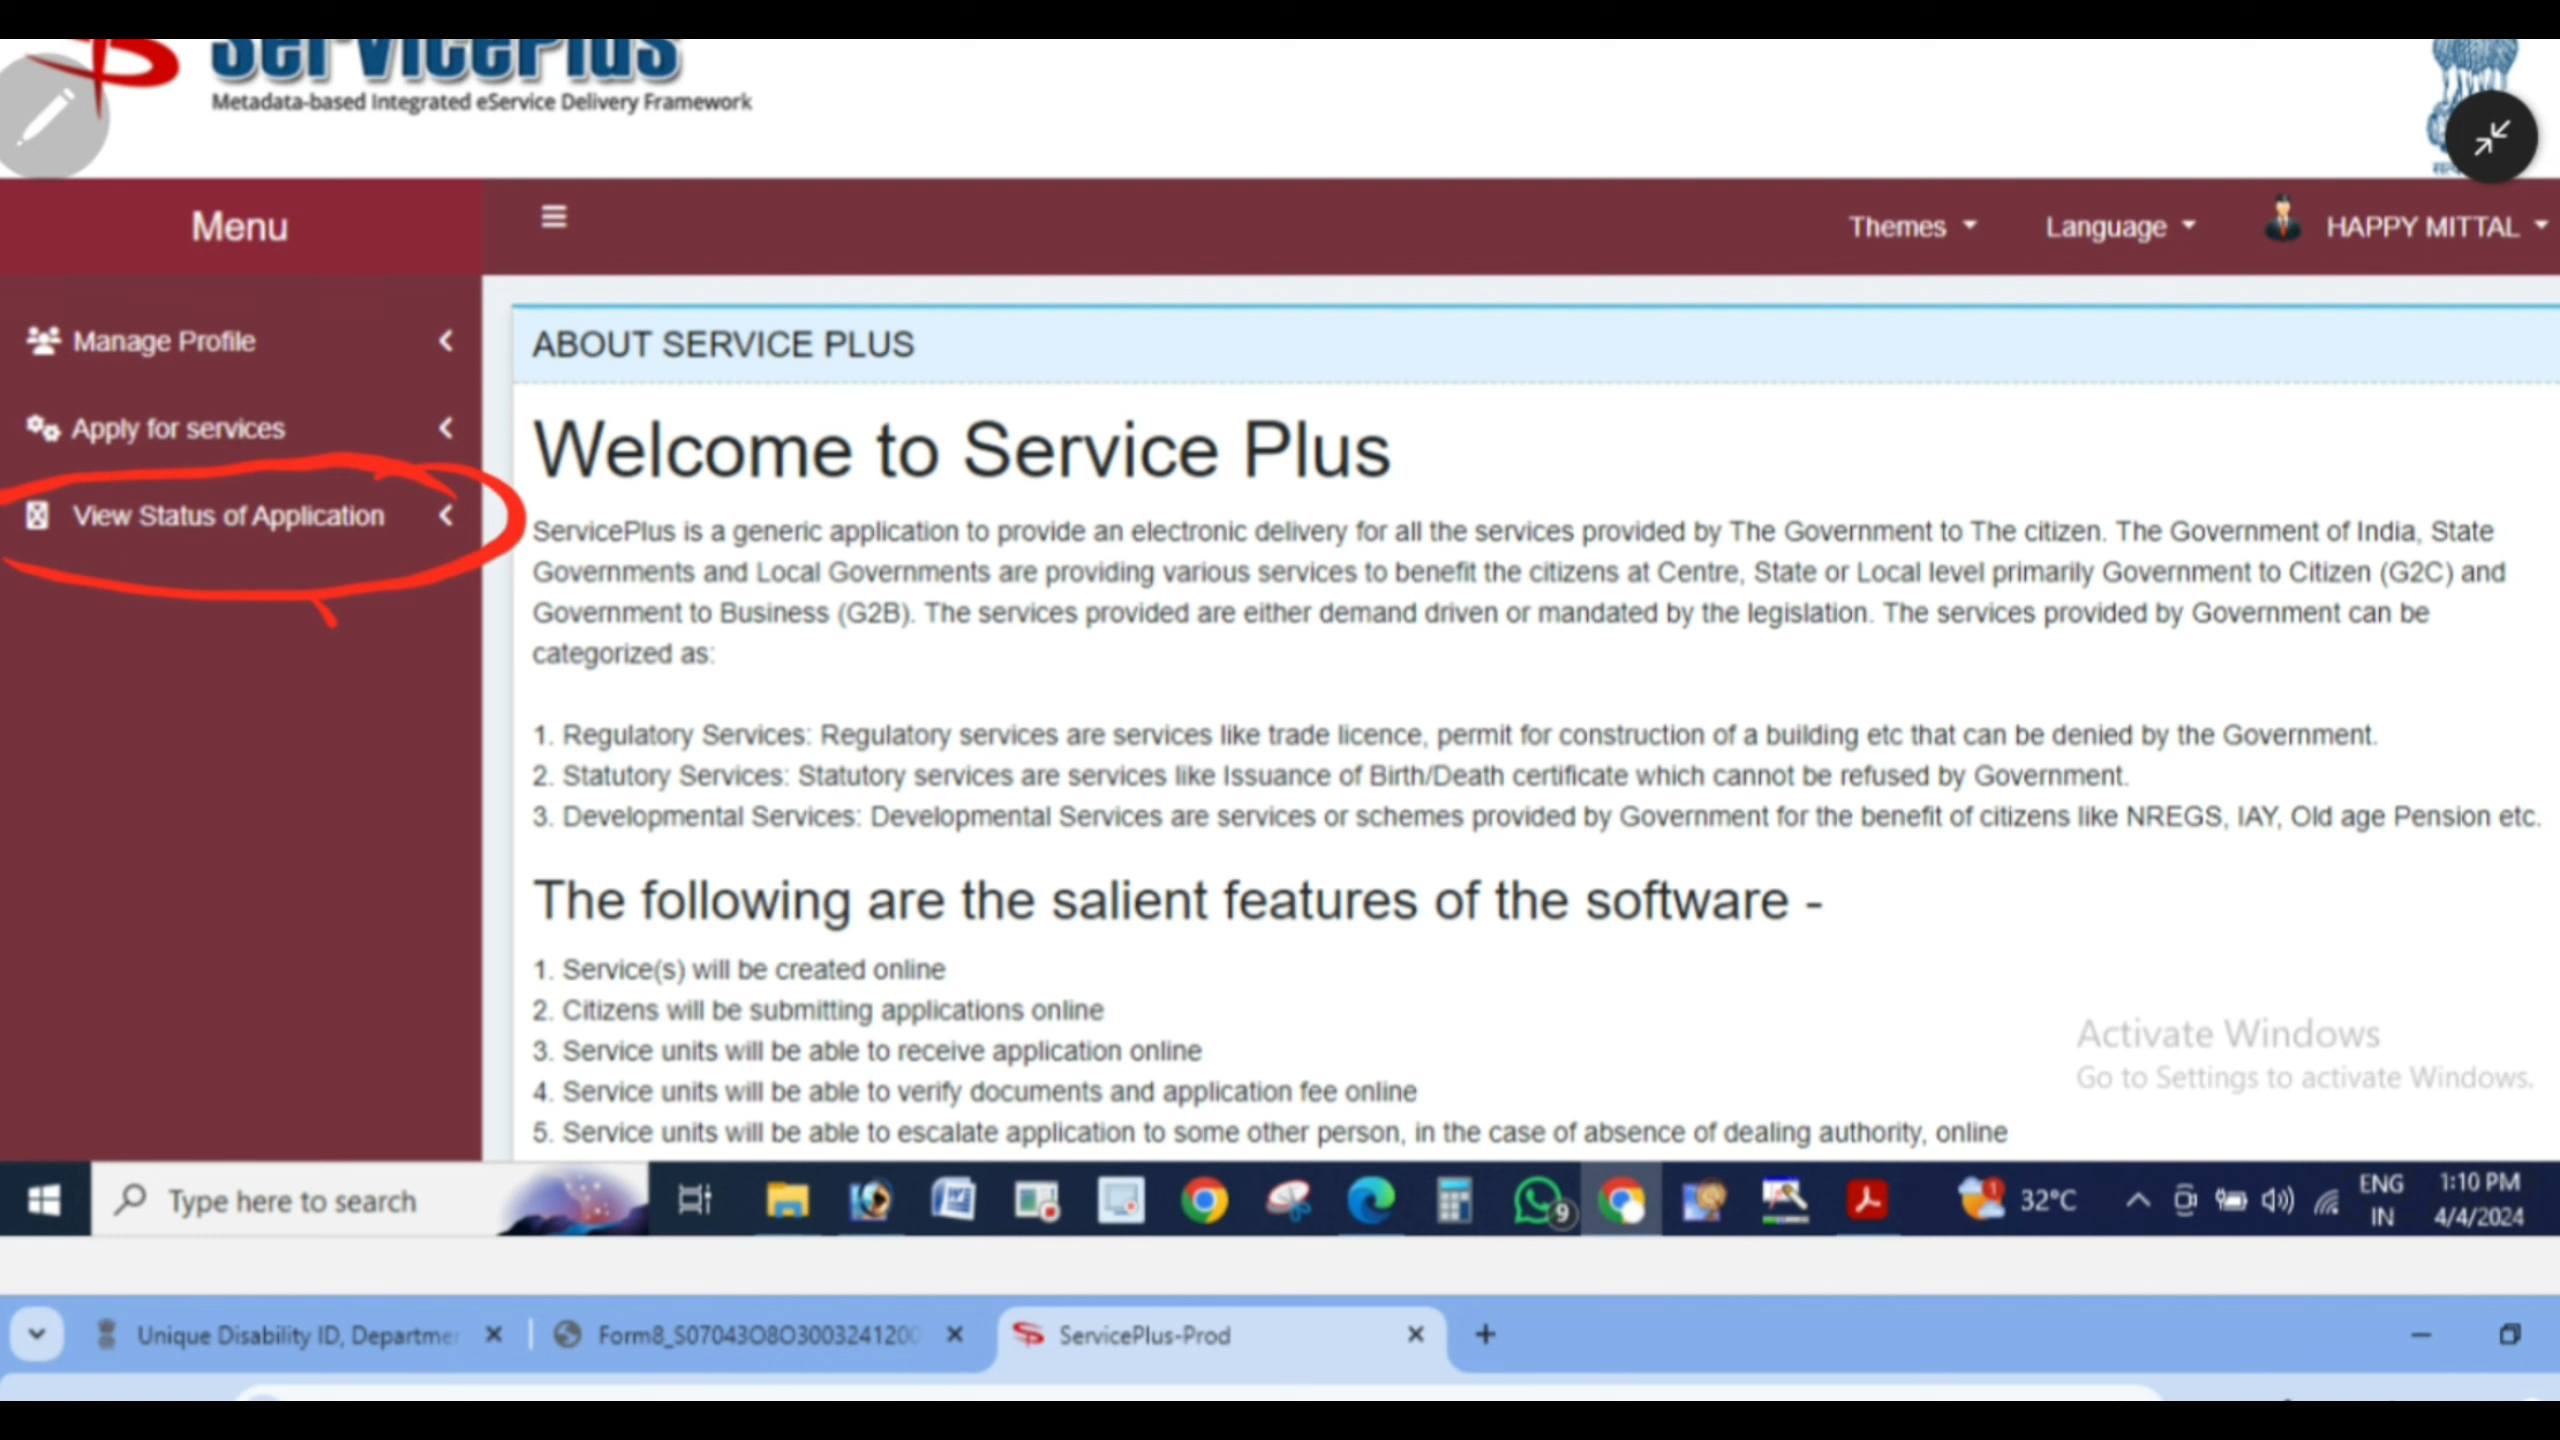 ServicePlus
Metadata-based Integrated eService Delivery Framework
Menu
Themes
Language
HAPPY MITTAL
Manage Profile
Apply for services
View Status of Application
ABOUT SERVICE PLUS
Welcome to Service Plus
ServicePlus is a generic application to provide an electronic delivery for all the services provided by The Government to The citizen. The Government of India, State
Governments and Local Governments are providing various services to benefit the citizens at Centre, State or Local level primarily Government to Citizen (G2C) and
Government to Business (G2B). The services provided are either demand driven or mandated by the legislation. The services provided by Government can be
categorized as:
1. Regulatory Services: Regulatory services are services like trade licence, permit for construction of a building etc that can be denied by the Government.
2. Statutory Services: Statutory services are services like Issuance of Birth/Death certificate which cannot be refused by Government.
3. Developmental Services: Developmental Services are services or schemes provided by Government for the benefit of citizens like NREGS, IAY, Old age Pension etc.
The following are the salient features of the software -
1. Service(s) will be created online
2. Citizens will be submitting applications online
3. Service units will be able to receive application online
4. Service units will be able to verify documents and application fee online
5. Service units will be able to escalate application to some other person, in the case of absence of dealing authority, online
Activate Windows
Go to Settings to activate Windows.
Type here to search
9
1
32°C
ENG
IN
1:10 PM
4/4/2024
Unique Disability ID, Departmer
Form8_S07043O8O3003241200
ServicePlus-Prod